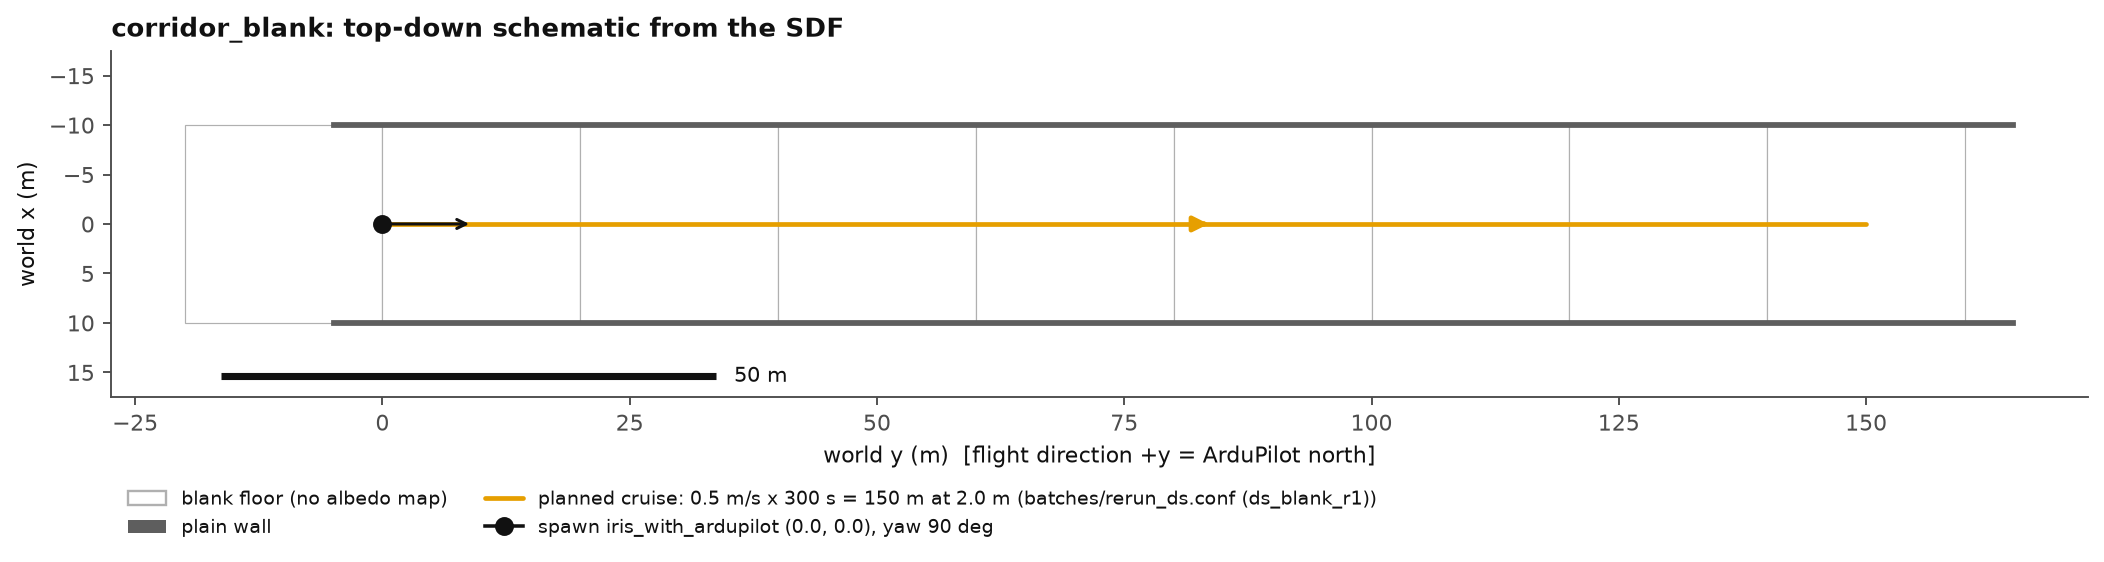 corridor_blank: top-down schematic from the SDF
world x (m)
−15
−10
−5
0
5
10
15
50 m
−25
0
25
50
75
100
125
150
world y (m)  [flight direction +y = ArduPilot north]
blank floor (no albedo map)
plain wall
planned cruise: 0.5 m/s x 300 s = 150 m at 2.0 m (batches/rerun_ds.conf (ds_blank_r1))
spawn iris_with_ardupilot (0.0, 0.0), yaw 90 deg